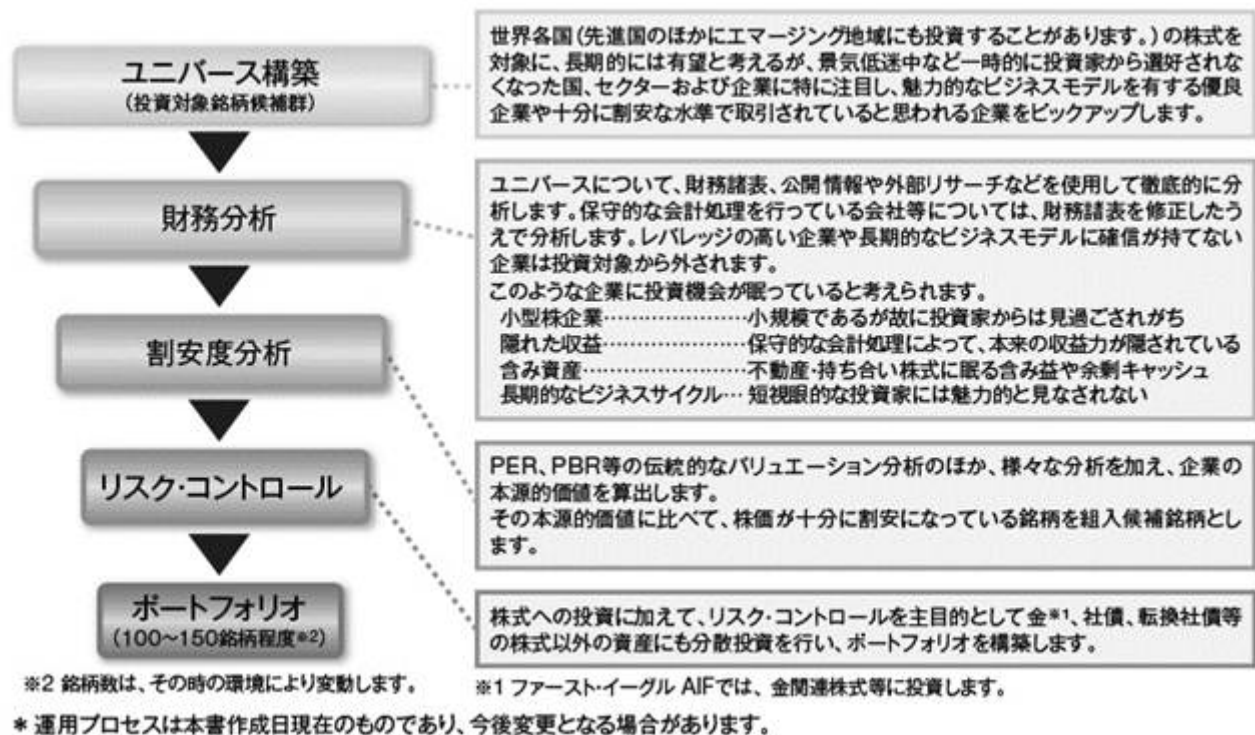 ユニバース構築
(投資対象銘柄候補群)
世界各国(先進国のほかにエマージング地域にも投資することがあります。)の株式を
対象に、長期的には有望と考えるが、景気低迷中など一時的に投資家から選好されな
くなった国、セクターおよび企業に特に注目し、魅力的なビジネスモデルを有する優良
企業や十分に割安な水準で取引されていると思われる企業をピックアップします。
財務分析
ユニバースについて、財務諸表、公開情報や外部リサーチなどを使用して徹底的に分
析します。保守的な会計処理を行っている会社等については、財務諸表を修正したう
えで分析します。レバレッジの高い企業や長期的なビジネスモデルに確信が持てない
企業は投資対象から外されます。
このような企業に投資機会が眠っていると考えられます。
小型株企業…………………小規模であるが故に投資家からは見過ごされがち
隠れた収益…………………保守的な会計処理によって、本来の収益力が隠されている
含み資産……………………不動産・持ち合い株式に眠る含み益や余剰キャッシュ
長期的なビジネスサイクル…短視眼的な投資家には魅力的と見なされない
割安度分析
PER、PBR等の伝統的なバリュエーション分析のほか、様々な分析を加え、企業の
本源的価値を算出します。
その本源的価値に比べて、株価が十分に割安になっている銘柄を組入候補銘柄とし
ます。
リスク・コントロール
株式への投資に加えて、リスク・コントロールを主目的として金※1、社債、転換社債等
の株式以外の資産にも分散投資を行い、ポートフォリオを構築します。
ポートフォリオ
(100～150銘柄程度※2)
※2 銘柄数は、その時の環境により変動します。
※1 ファースト・イーグル AIFでは、金関連株式等に投資します。
* 運用プロセスは本書作成日現在のものであり、今後変更となる場合があります。